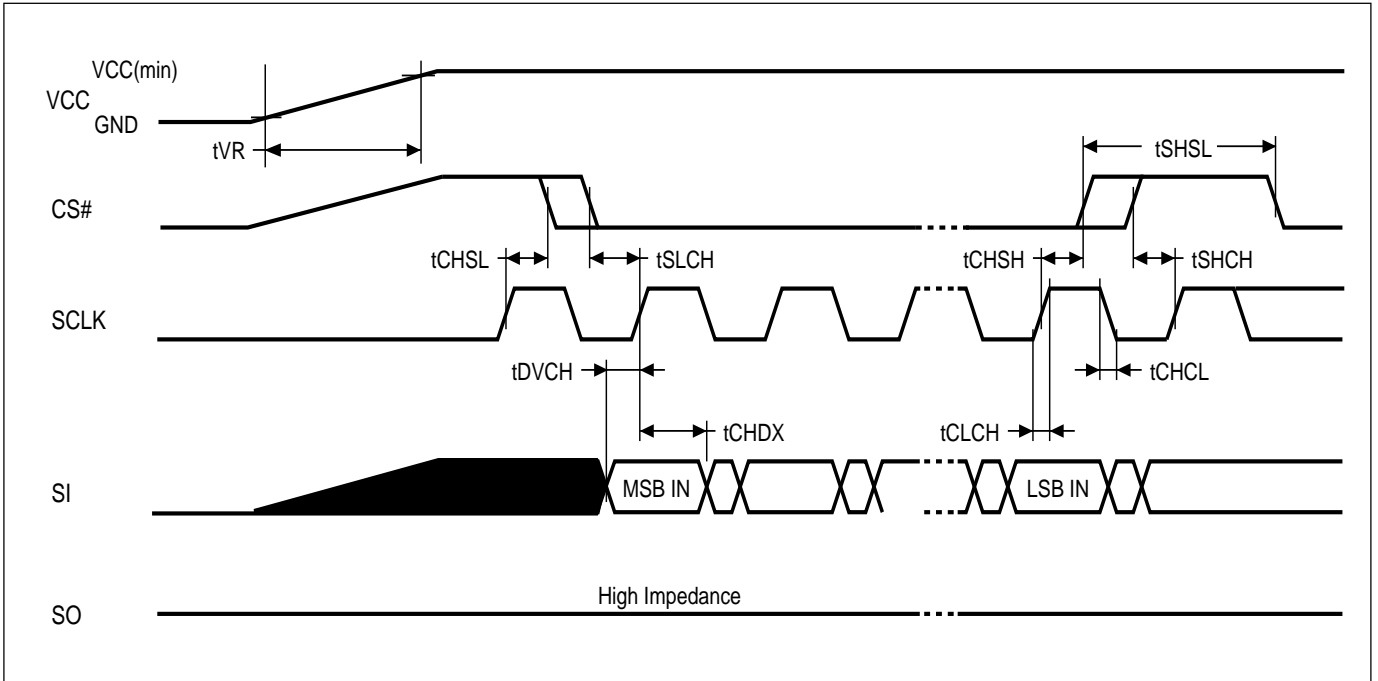 VCC(min)
VCC
GND
tVR
tSHSL
CS#
tCHSL
tSLCH
tCHSH
tSHCH
SCLK
tDVCH
tCHCL
tCHDX
tCLCH
SI
MSB IN
LSB IN
High Impedance
SO